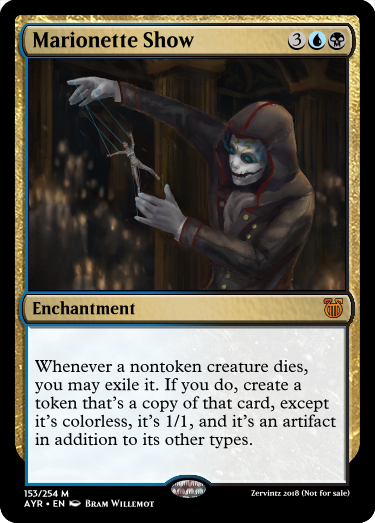 Marionette Show 3
Enchantment
Whenever a nontoken creature dies,
you may exile it. If you do, create a
token that's a copy of that card, except
it's colorless, it's 1/1, and it's an artifact
in addition to its other types.
153/254 M
AYR • EN Bram Willemot
Zervintz 2018 (Not for sale)